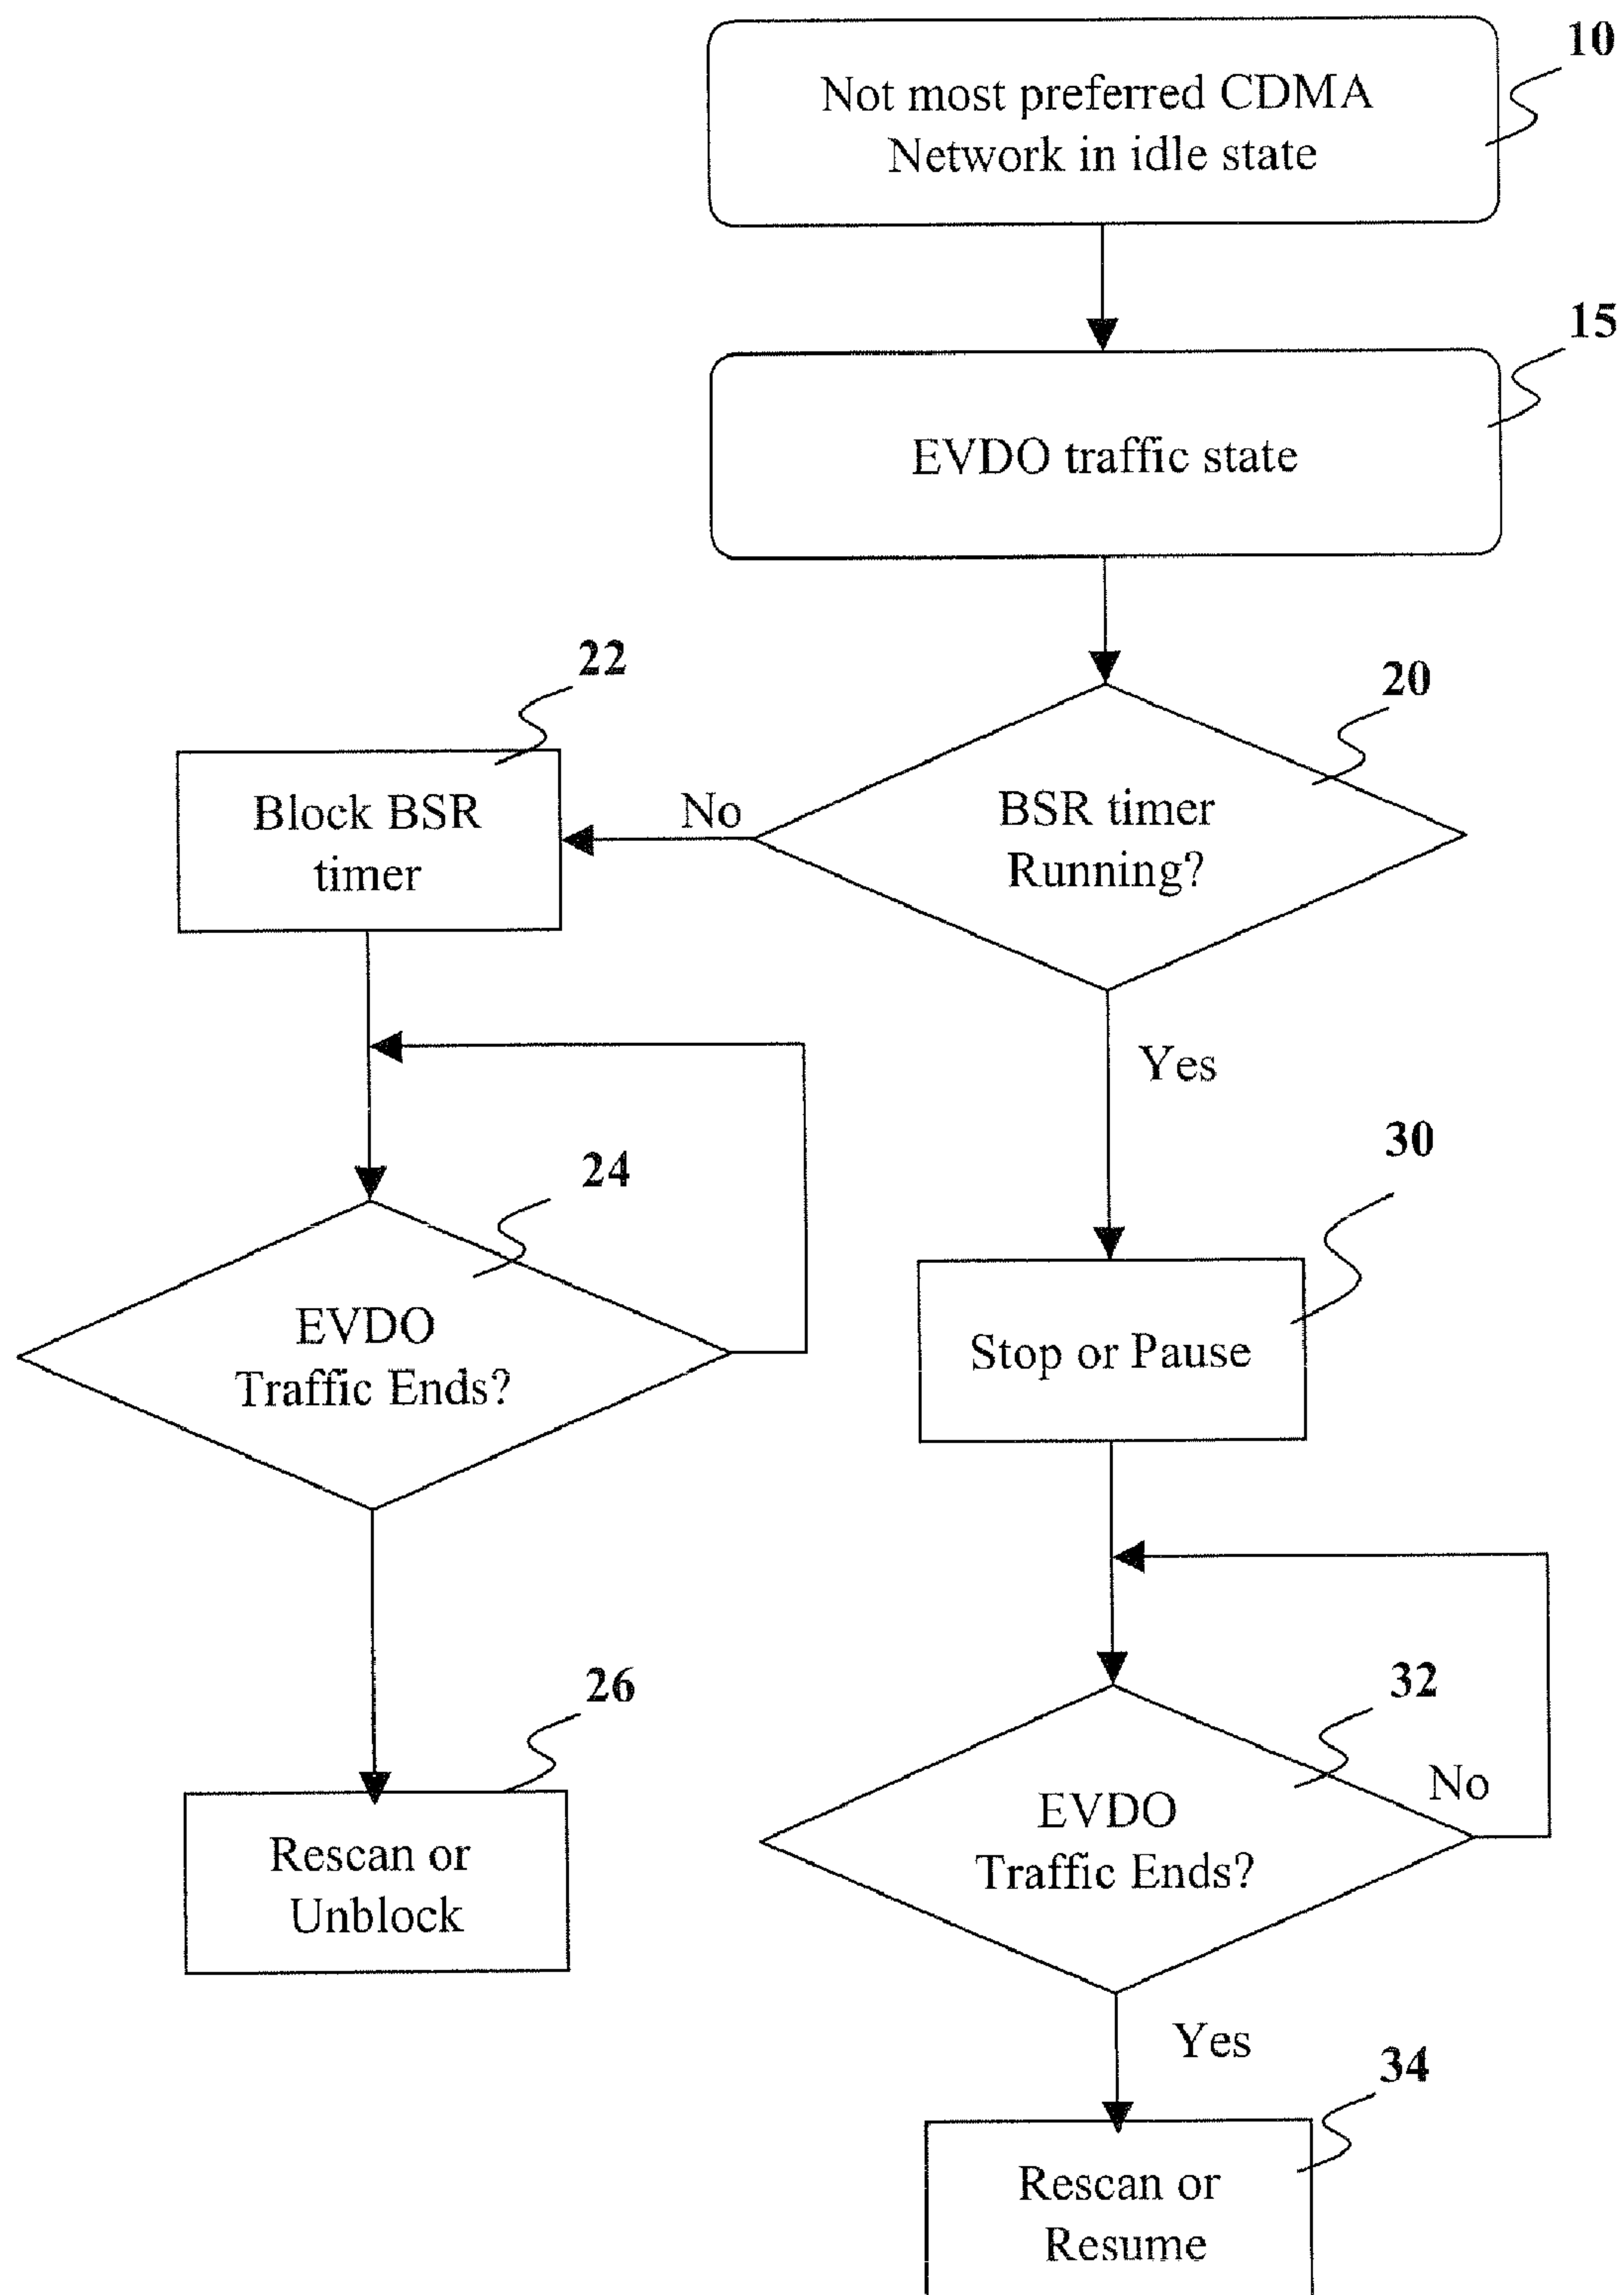 10
Not most preferred CDMA
Network in idle state
15
EVDO traffic state
22
20
Block BSR
timer
No
BSR timer
Running?
Yes
30
24
EVDO
Traffic Ends?
Stop or Pause
26
32
No
EVDO
Traffic Ends?
Rescan or
Unblock
Yes
34
Rescan or
Resume